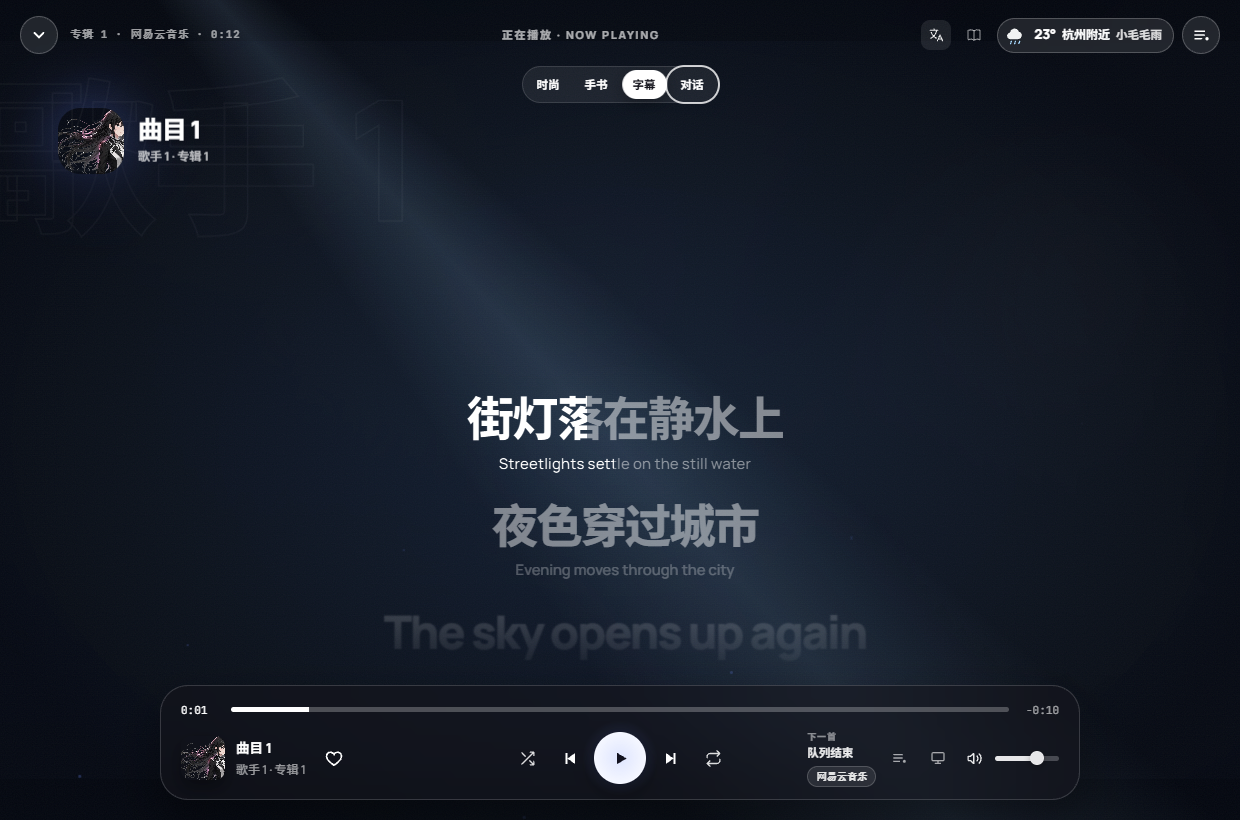 专辑 1 · 网易云音乐 · 0:12
正在播放 · NOW PLAYING
23° 杭州附近 小毛毛雨
时尚 手书 字幕 对话
歌手 1
曲目 1
歌手 1 · 专辑 1
街灯落在静水上
Streetlights settle on the still water
夜色穿过城市
Evening moves through the city
The sky opens up again
0:01
-0:10
曲目 1
歌手 1 · 专辑 1
下一首
队列结束
网易云音乐